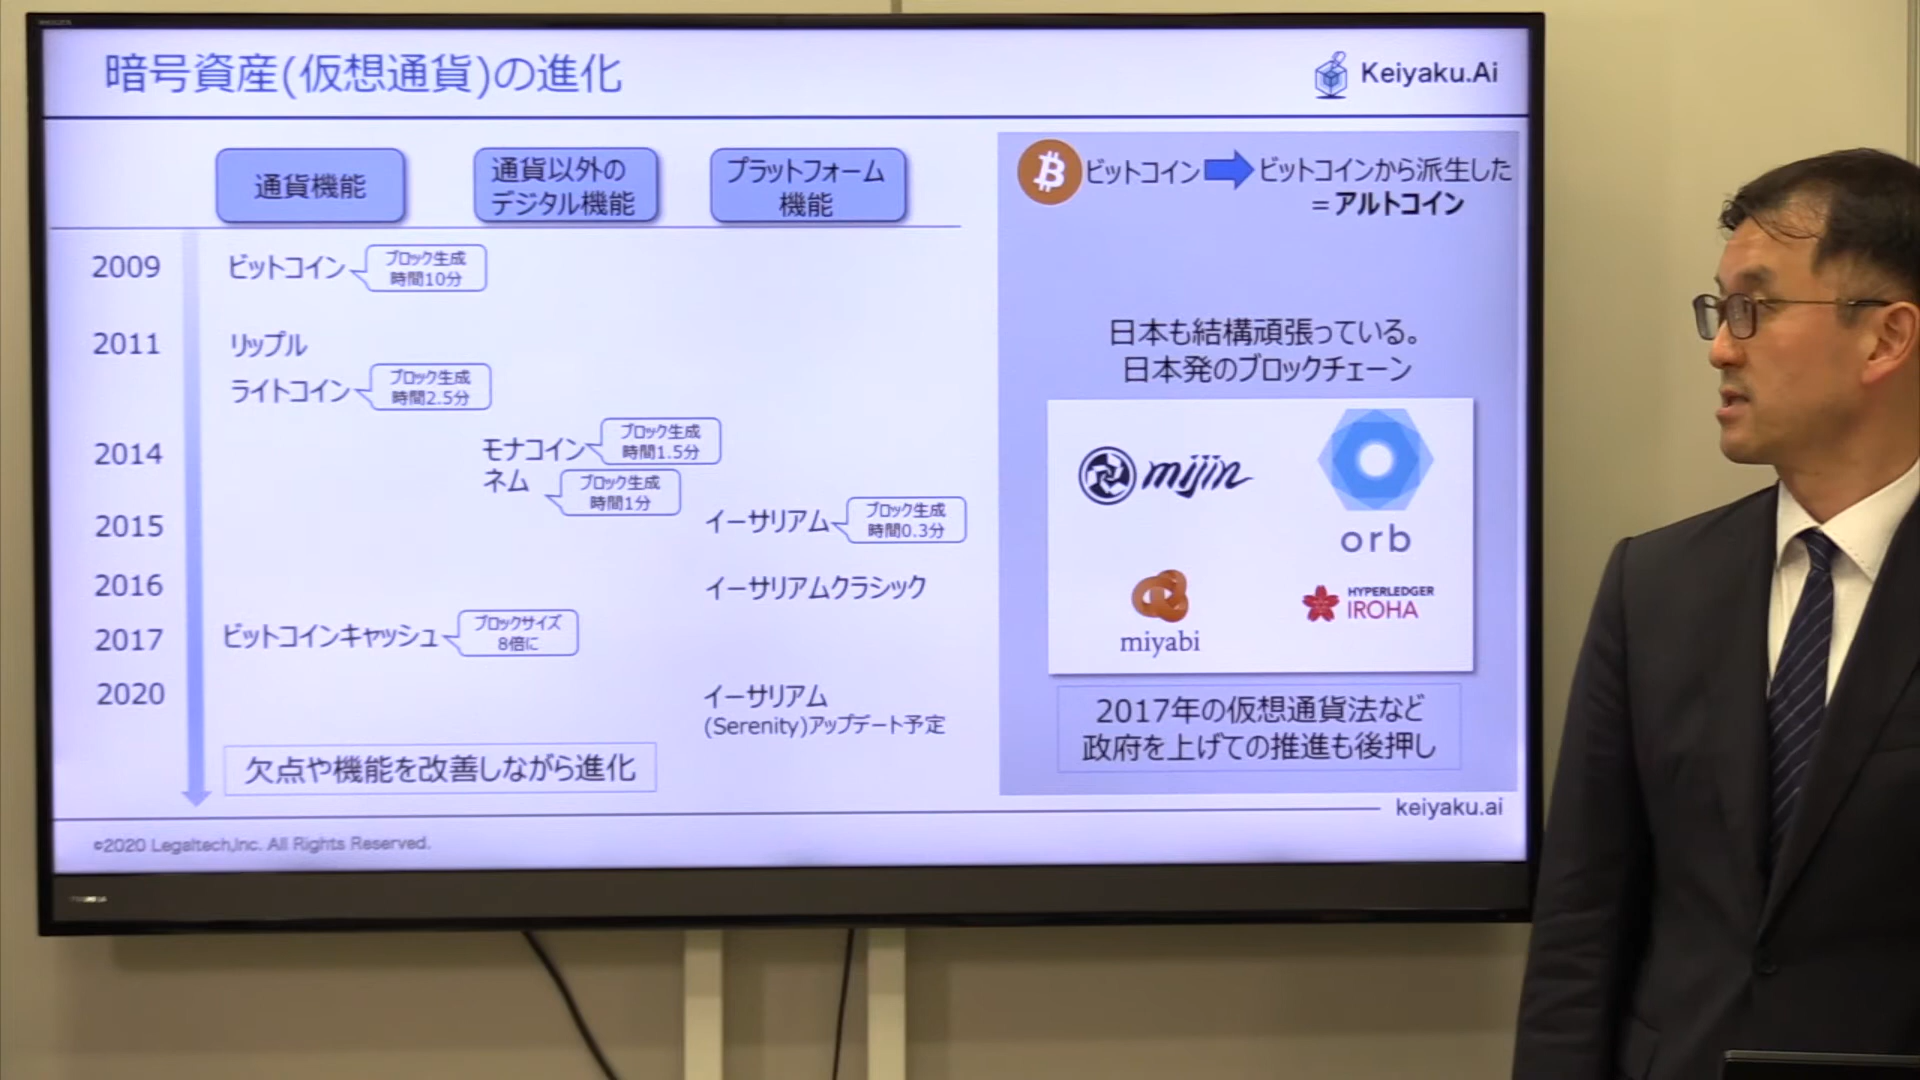 暗号資産(仮想通貨)の進化
Keiyaku.Ai
通貨機能
通貨以外の
デジタル機能
プラットフォーム
機能
2009
ビットコイン
ブロック生成
時間10分
2011
リップル
ライトコイン
ブロック生成
時間2.5分
2014
モナコイン
ブロック生成
時間1.5分
ネム
ブロック生成
時間1分
2015
イーサリアム
ブロック生成
時間0.3分
2016
イーサリアムクラシック
2017
ビットコインキャッシュ
ブロックサイズ
8倍に
2020
イーサリアム
(Serenity)アップデート予定
欠点や機能を改善しながら進化
ビットコイン
ビットコインから派生した
=アルトコイン
日本も結構頑張っている。
日本発のブロックチェーン
mijin
orb
miyabi
HYPERLEDGER
IROHA
2017年の仮想通貨法など
政府を上げての推進も後押し
keiyaku.ai
©2020 Legaltech,Inc. All Rights Reserved.